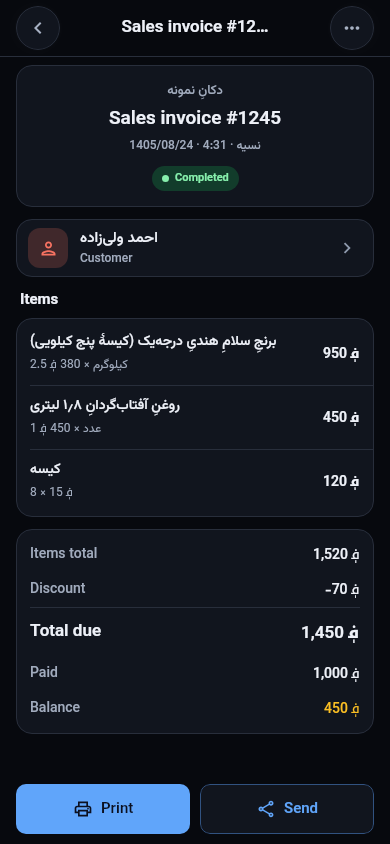 Sales invoice #12…
دکانِ نمونه
Sales invoice #1245
نسیه · 4:31 · 1405/08/24
Completed
احمد ولی‌زاده
Customer
Items
برنجِ سلامِ هندیِ درجه‌یک (کیسهٔ پنج کیلویی)
2.5 کیلوگرم × 380 ؋
950 ؋
روغنِ آفتاب‌گردانِ ۱٫۸ لیتری
1 عدد × 450 ؋
450 ؋
کیسه
8 × 15 ؋
120 ؋
Items total 1,520 ؋
Discount -70 ؋
Total due 1,450 ؋
Paid 1,000 ؋
Balance 450 ؋
Print
Send